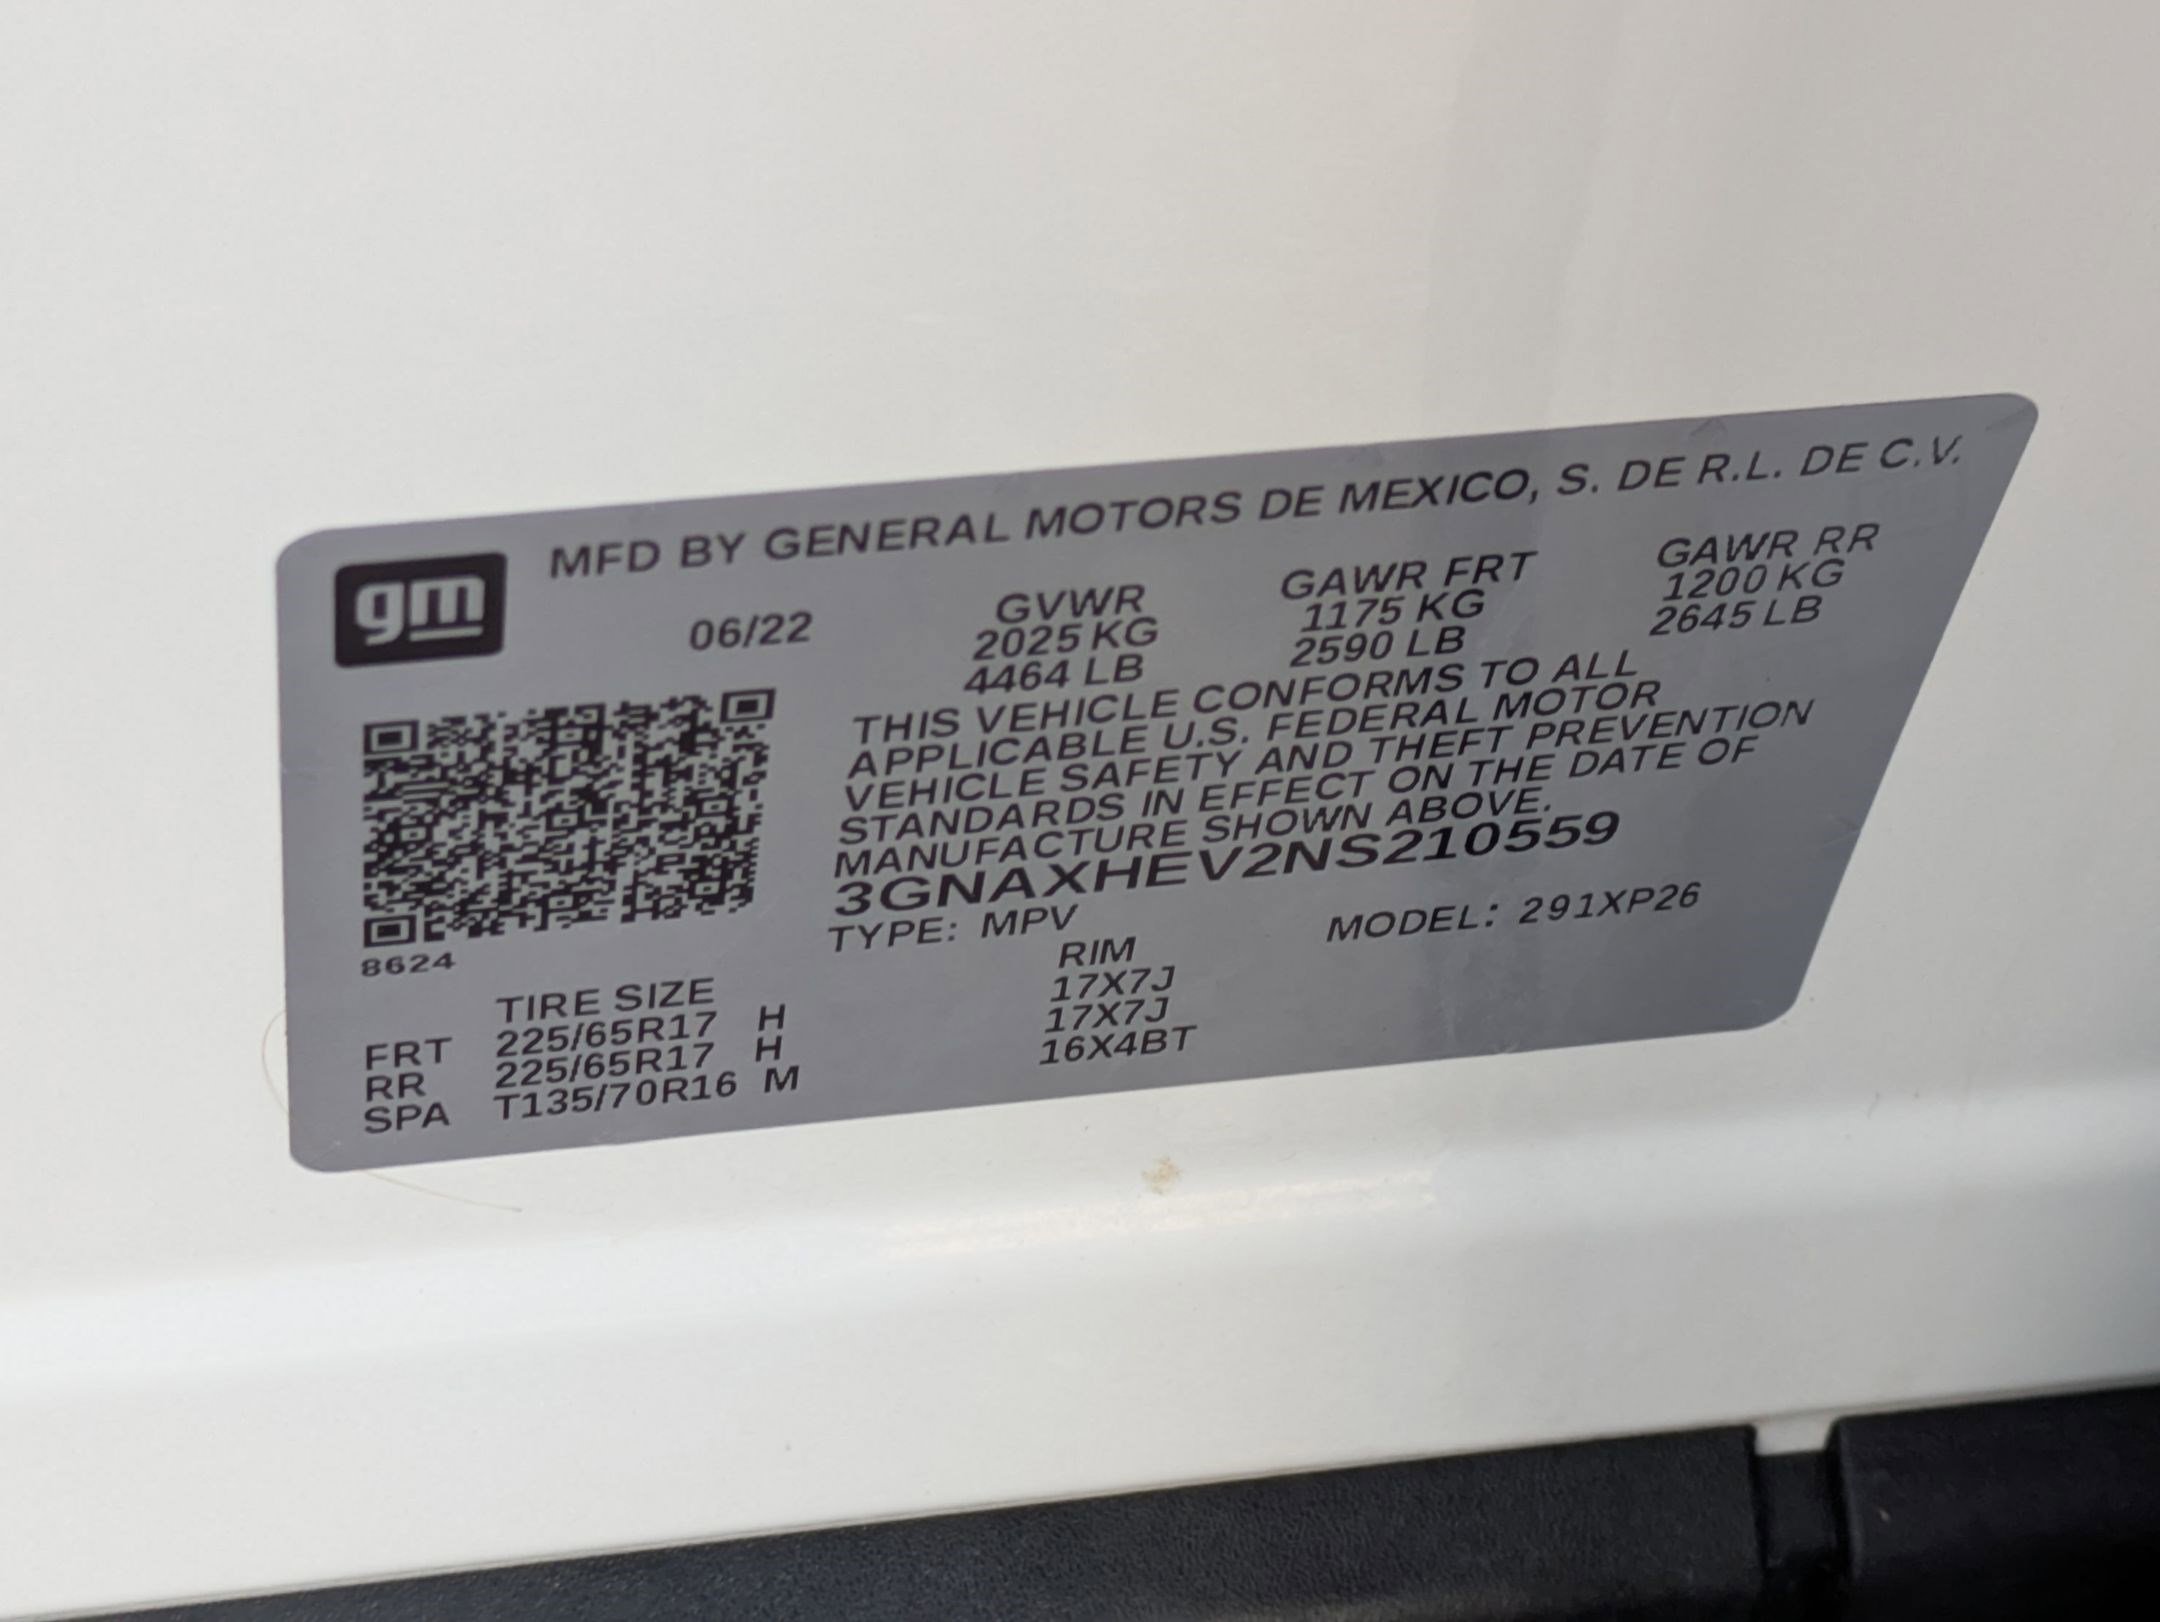 gm
MFD BY GENERAL MOTORS DE MEXICO, S. DE R.L. DE C.V.
06/22 GVWR GAWR FRT GAWR RR
2025 KG 1175 KG 1200 KG
4464 LB 2590 LB 2645 LB
THIS VEHICLE CONFORMS TO ALL
APPLICABLE U.S. FEDERAL MOTOR
VEHICLE SAFETY AND THEFT PREVENTION
STANDARDS IN EFFECT ON THE DATE OF
MANUFACTURE SHOWN ABOVE.
3GNAXHEV2NS210559
TYPE: MPV MODEL: 291XP26
8624
TIRE SIZE RIM
FRT 225/65R17 H 17X7J
RR 225/65R17 H 17X7J
SPA T135/70R16 M 16X4BT